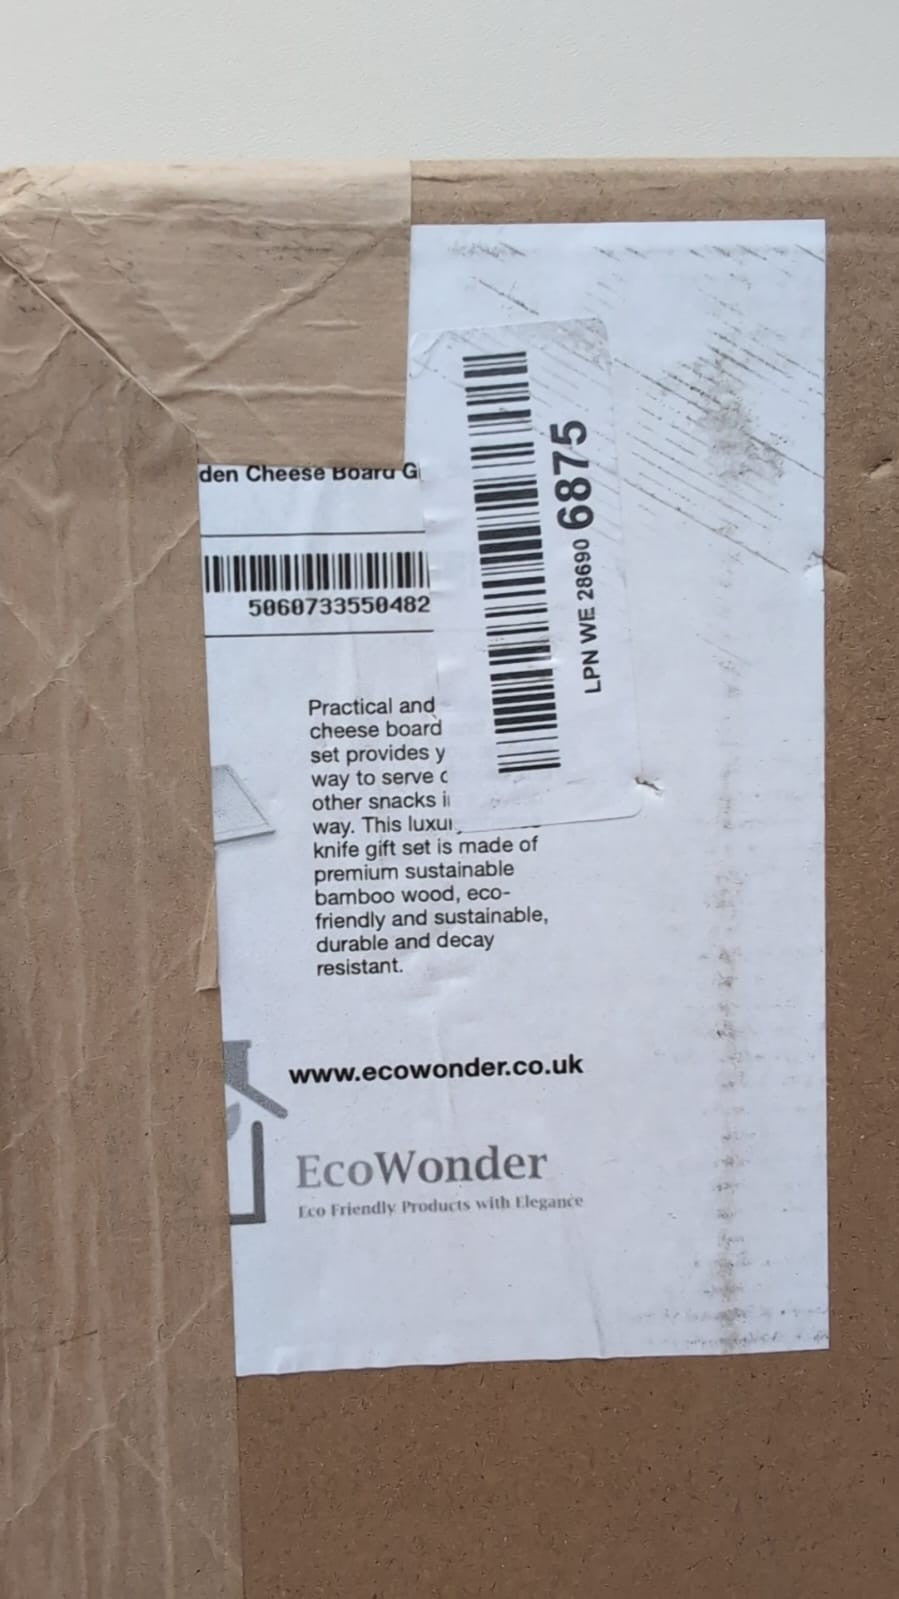 den Cheese Board G
5060733550482
LPN WE 28690 6875
Practical and
cheese board
set provides y
way to serve
other snacks
way. This
knife gift set is made of
premium sustainable
bamboo wood, eco-
friendly and sustainable,
durable and decay
resistant.
www.ecowonder.co.uk
EcoWonder
Eco Friendly Products with Elegance